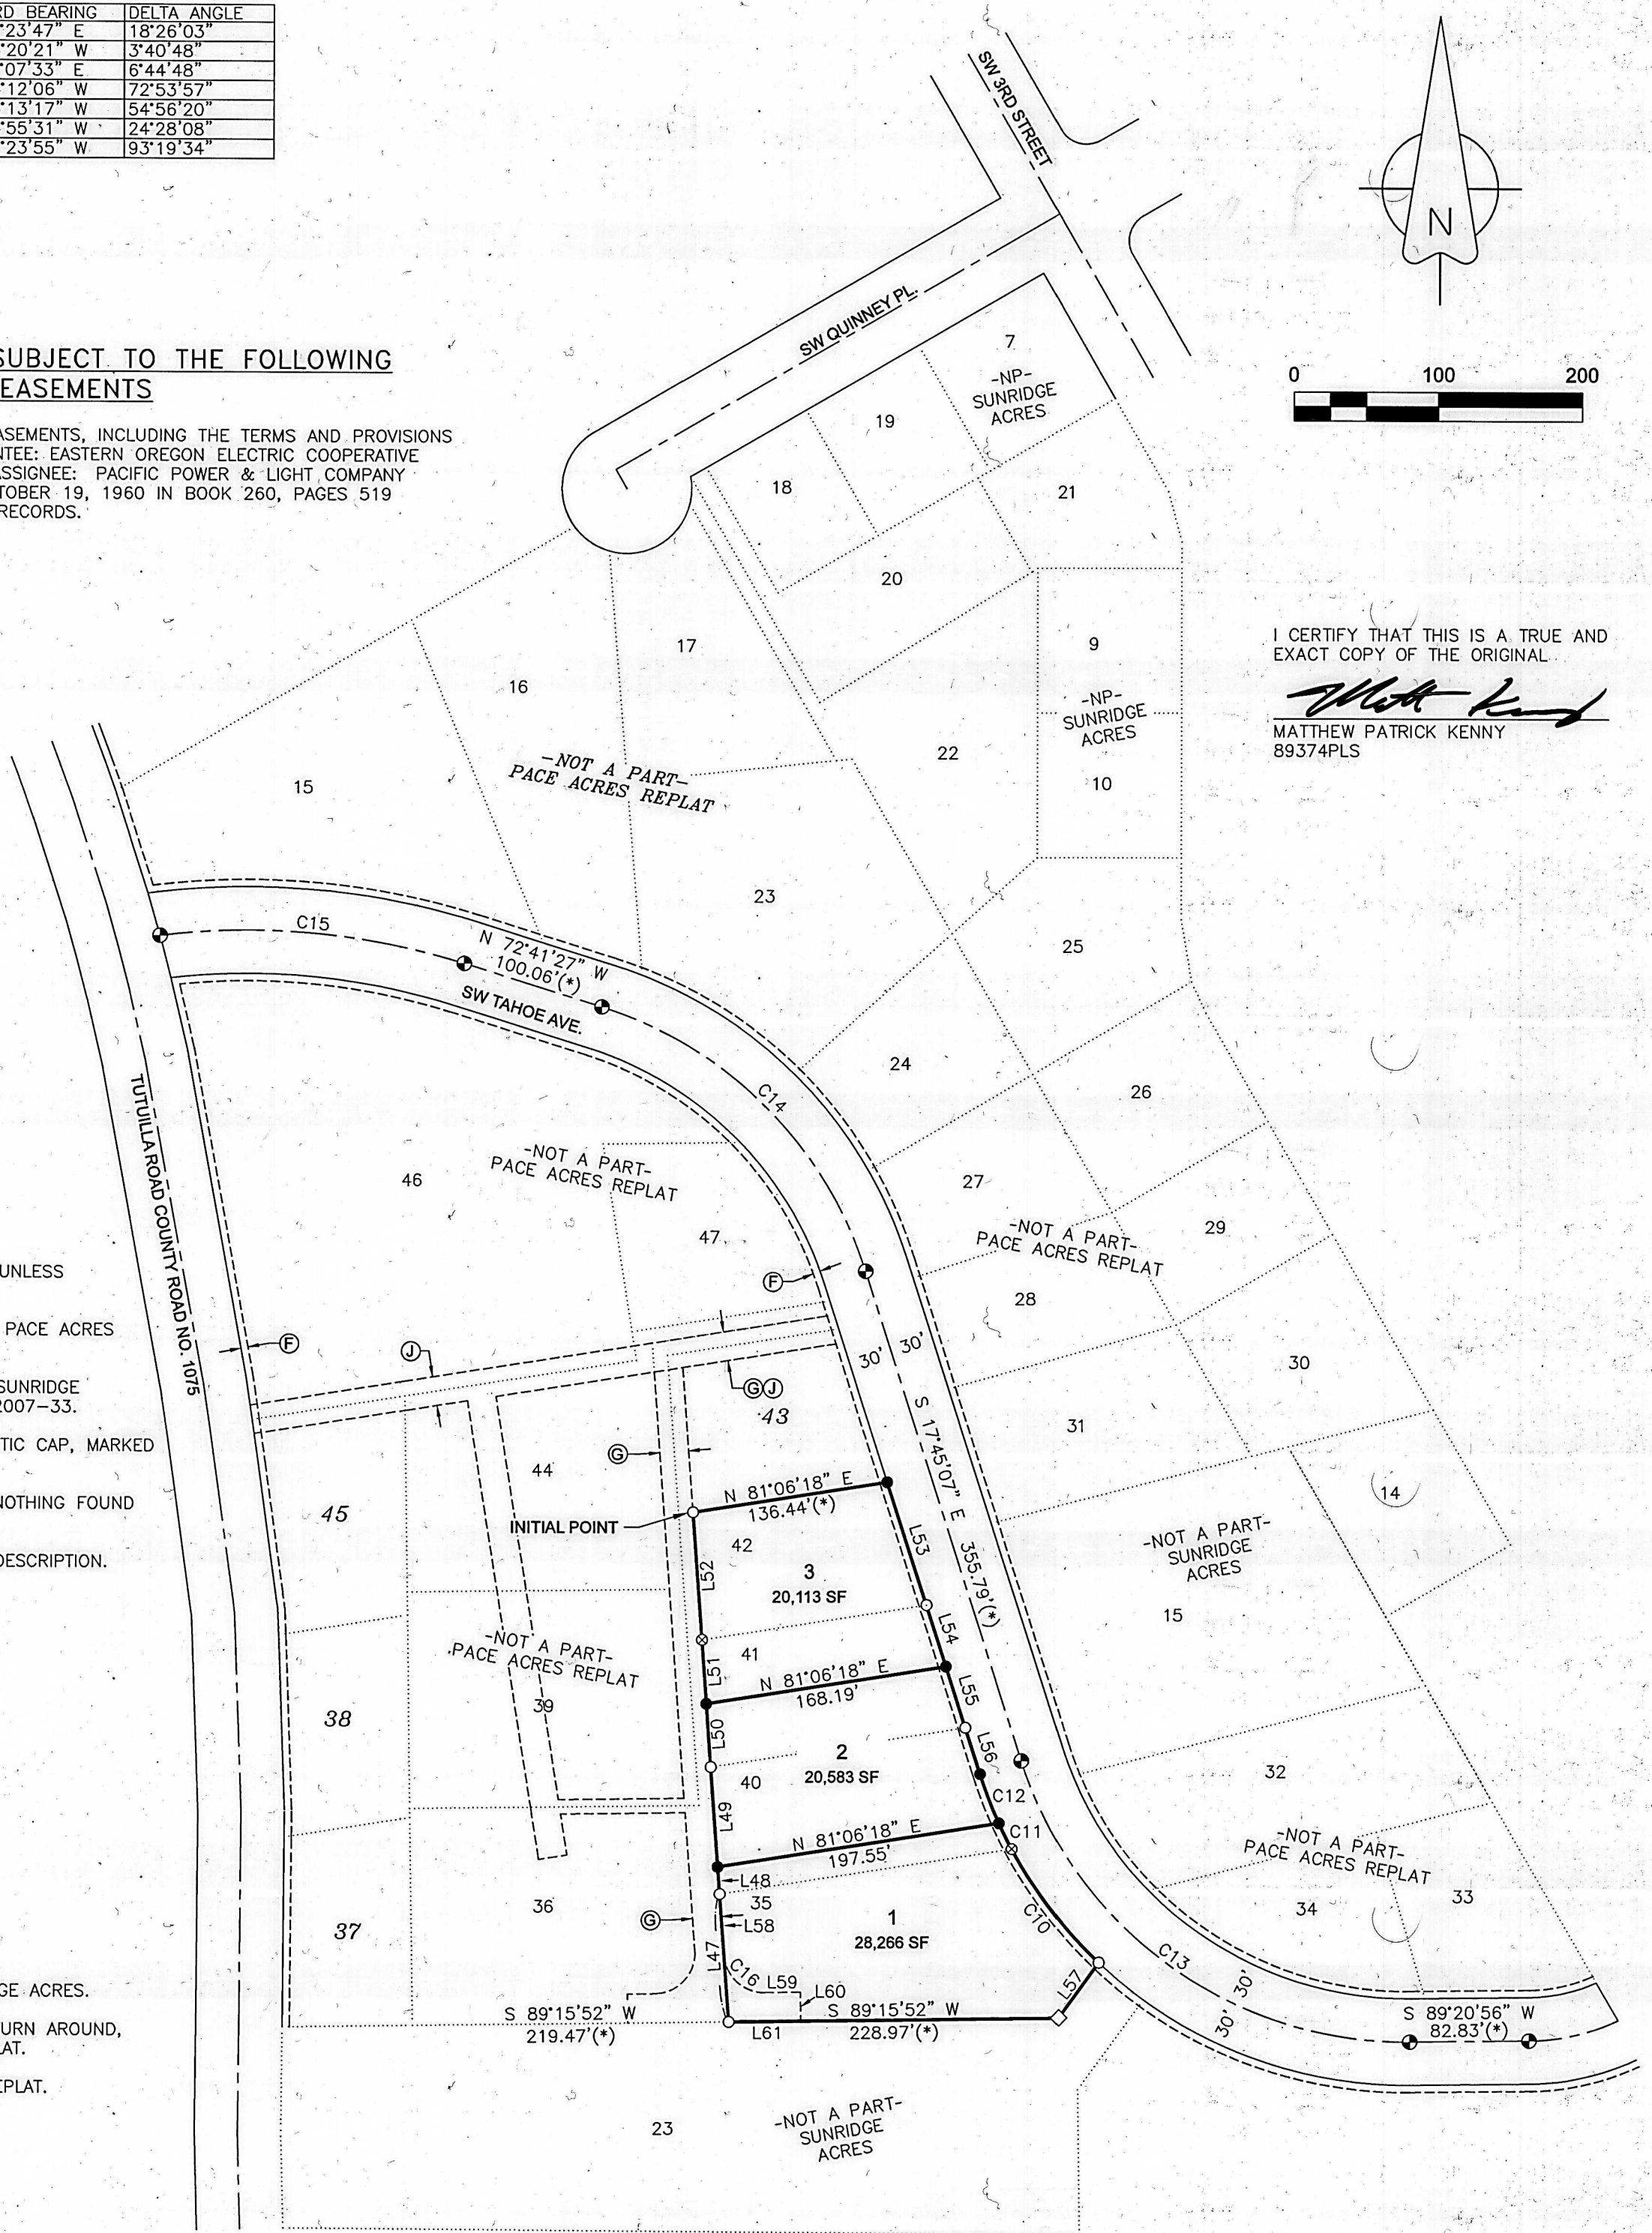 RD BEARING | DELTA ANGLE
°23'47" E | 18°26'03"
°20'21" W | 3°40'48"
°07'33" E | 6°44'48"
°12'06" W | 72°53'57"
°13'17" W | 54°56'20"
°55'31" W | 24°28'08"
°23'55" W | 93°19'34"
SUBJECT TO THE FOLLOWING
EASEMENTS
ASEMENTS, INCLUDING THE TERMS AND PROVISIONS
NTEE: EASTERN OREGON ELECTRIC COOPERATIVE
ASSIGNEE: PACIFIC POWER & LIGHT COMPANY
TOBER 19, 1960 IN BOOK 260, PAGES 519
RECORDS.
SW 3RD STREET
N
0 100 200
SW QUINNEY PL.
7
-NP-
SUNRIDGE
ACRES
19
18
21
20
I CERTIFY THAT THIS IS A TRUE AND
EXACT COPY OF THE ORIGINAL
MATTHEW PATRICK KENNY
89374PLS
9
-NP-
SUNRIDGE
ACRES
10
17
16
15
22
-NOT A PART-
PACE ACRES REPLAT
23
C15
N 72°41'27" W
100.06'(*)
SW TAHOE AVE.
25
24
C14
26
TUTUILLA ROAD COUNTY ROAD NO. 1075
46
-NOT A PART-
PACE ACRES REPLAT
47
27
-NOT A PART-
PACE ACRES REPLAT
29
28
F
30
UNLESS
PACE ACRES
SUNRIDGE
2007-33.
TIC CAP, MARKED
NOTHING FOUND
DESCRIPTION.
F
J
30' 30'
G J
43
S 17°45'07" E 355.79'(*)
31
G
44
14
45
N 81°06'18" E
136.44'(*)
INITIAL POINT
L53
42
L52
3
20,113 SF
-NOT A PART-
SUNRIDGE
ACRES
15
L54
41
L51
-NOT A PART-
PACE ACRES REPLAT
38
39
N 81°06'18" E
168.19'
L55
L50
L56
2
20,583 SF
40
L49
32
C12
N 81°06'18" E
197.55'
C11
L48
35
L58
-NOT A PART-
PACE ACRES REPLAT
34
33
37
36
G
1
28,266 SF
C10
L47
C16
L59
L60
L57
C13
30' 30'
GE ACRES.
TURN AROUND,
AT.
EPLAT.
S 89°15'52" W
219.47'(*)
L61
S 89°15'52" W
228.97'(*)
S 89°20'56" W
82.83'(*)
23
-NOT A PART-
SUNRIDGE
ACRES